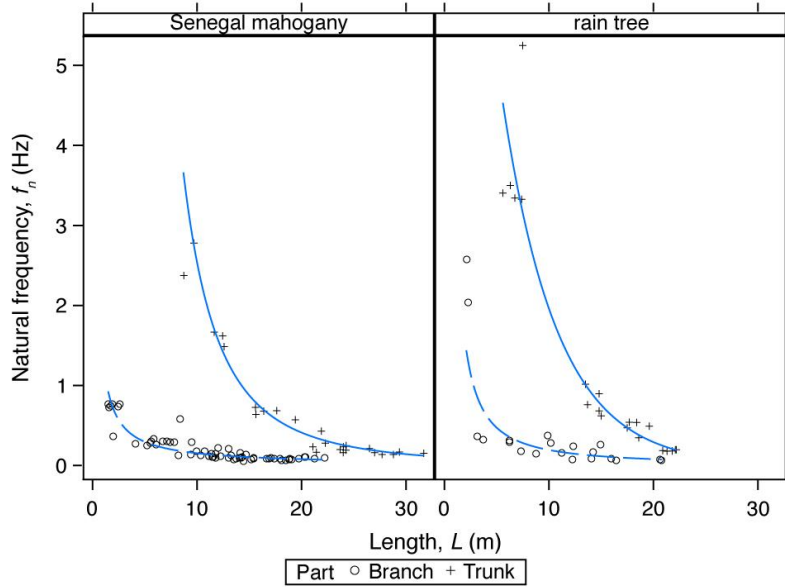 Senegal mahogany
rain tree
5
4
3
2
1
0
Natural frequency, fn (Hz)
0 10 20 30
0 10 20 30
Length, L (m)
Part ○ Branch + Trunk